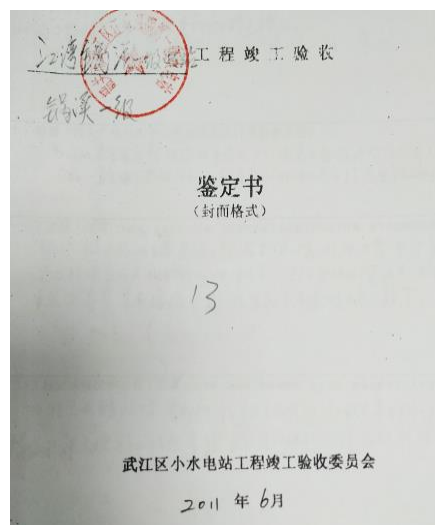 江湾 工程竣工验收
锅溪一级
鉴定书
（封面格式）
13
武江区小水电站工程竣工验收委员会
2011 年 6月